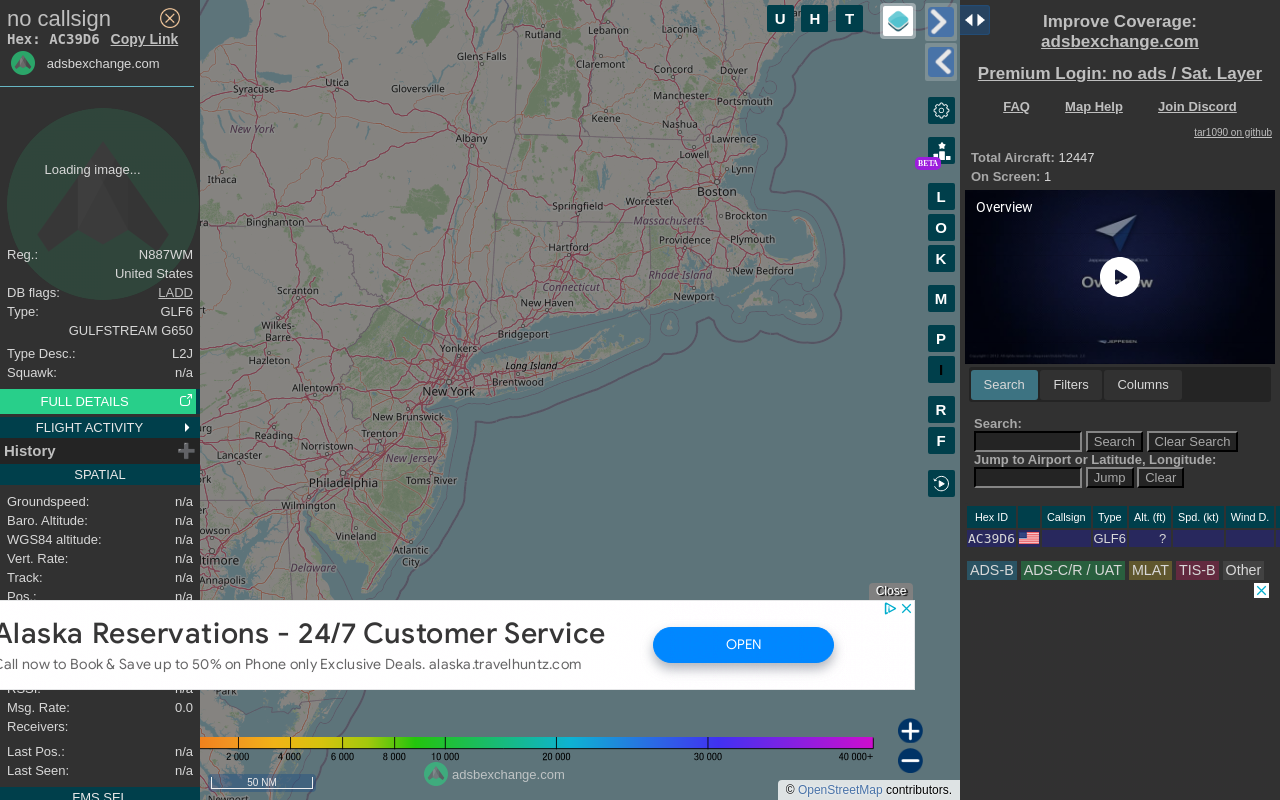 no callsign
Hex: AC39D6 Copy Link
adsbexchange.com
Loading image...
Reg.: N887WM
United States
DB flags: LADD
Type: GLF6
GULFSTREAM G650
Type Desc.: L2J
Squawk: n/a
FULL DETAILS
FLIGHT ACTIVITY
History
SPATIAL
Groundspeed: n/a
Baro. Altitude: n/a
WGS84 altitude: n/a
Vert. Rate: n/a
Track: n/a
Pos.: n/a
RSSI: n/a
Msg. Rate: 0.0
Receivers:
Last Pos.: n/a
Last Seen: n/a
FMS SEL
U H T
Rutland
Lebanon
Laconia
Glens Falls
Claremont
Concord
Dover
Utica
Gloversville
Syracuse
Manchester
Portsmouth
Keene
New York
Nashua
Albany
Lawrence
Lowell
Lynn
Ithaca
Boston
Springfield
Worcester
Binghamton
Massachusetts
Brockton
Hartford
Providence
Plymouth
Rhode Island
New Bedford
Connecticut
Scranton
New Haven
Newport
Wilkes-
Barre
Bridgeport
Yonkers
Hazleton
Long Island
Brentwood
Allentown
New York
New Brunswick
Reading
Trenton
Norristown
Lancaster
New Jersey
Philadelphia
Toms River
Wilmington
Vineland
Atlantic
City
Annapolis
Delaware
Park
Newport
BETA
L
O
K
M
P
I
R
F
Close
Alaska Reservations - 24/7 Customer Service
Call now to Book & Save up to 50% on Phone only Exclusive Deals. alaska.travelhuntz.com
OPEN
2 000 4 000 6 000 8 000 10 000 20 000 30 000 40 000+
adsbexchange.com
50 NM
© OpenStreetMap contributors.
Improve Coverage:
adsbexchange.com
Premium Login: no ads / Sat. Layer
FAQ Map Help Join Discord
tar1090 on github
Total Aircraft: 12447
On Screen: 1
Overview
JEPPESEN
Search Filters Columns
Search:
Search Clear Search
Jump to Airport or Latitude, Longitude:
Jump Clear
Hex ID Callsign Type Alt. (ft) Spd. (kt) Wind D.
AC39D6 GLF6 ?
ADS-B ADS-C/R / UAT MLAT TIS-B Other